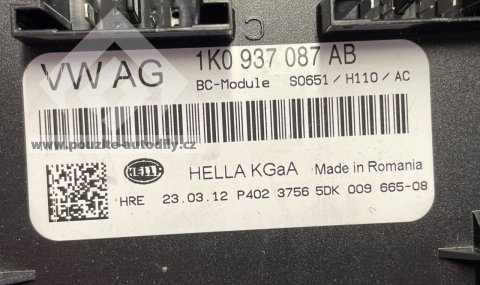 VW AG 1K0 937 087 AB
BC-Module S0651 / H110 / AC
www.pouzite-autodily.cz
HELLA
HELLA KGaA Made in Romania
HRE 23.03.12 P402 3756 5DK 009 665-08